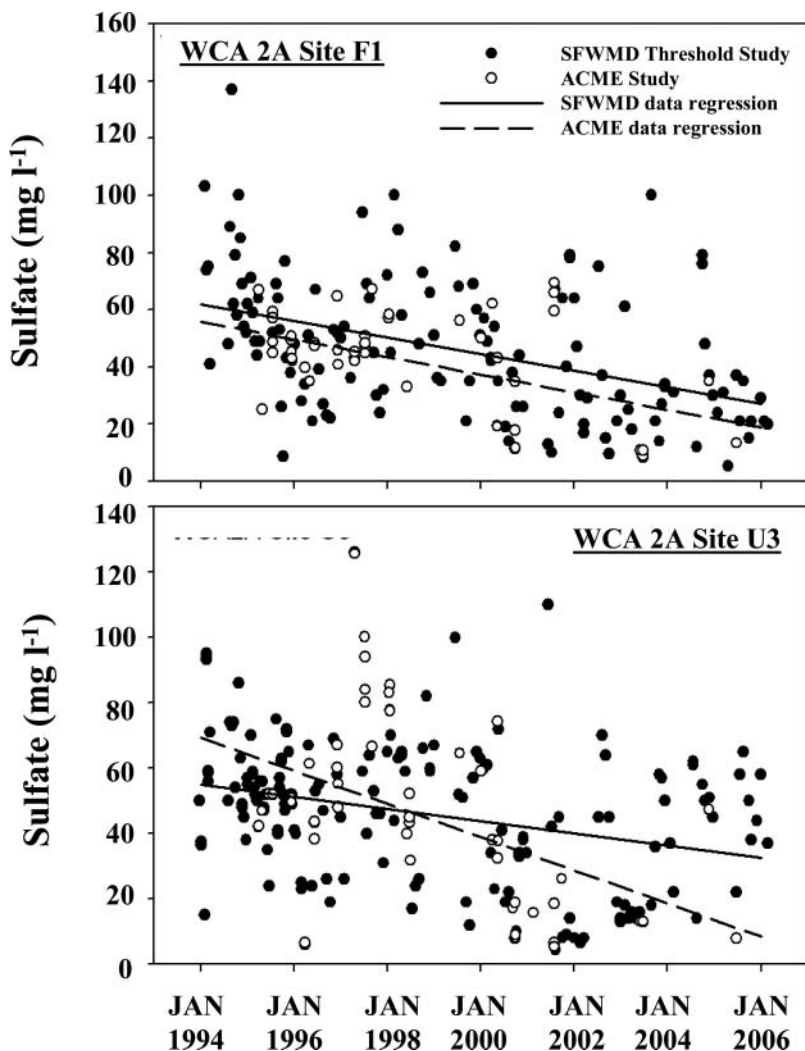 160
WCA 2A Site F1
SFWMD Threshold Study
140
ACME Study
SFWMD data regression
120
ACME data regression
100
80
60
40
20
0
Sulfate (mg l-1)
140
WCA 2A Site U3
120
100
80
60
40
20
0
Sulfate (mg l-1)
JAN JAN JAN JAN JAN JAN JAN
1994 1996 1998 2000 2002 2004 2006